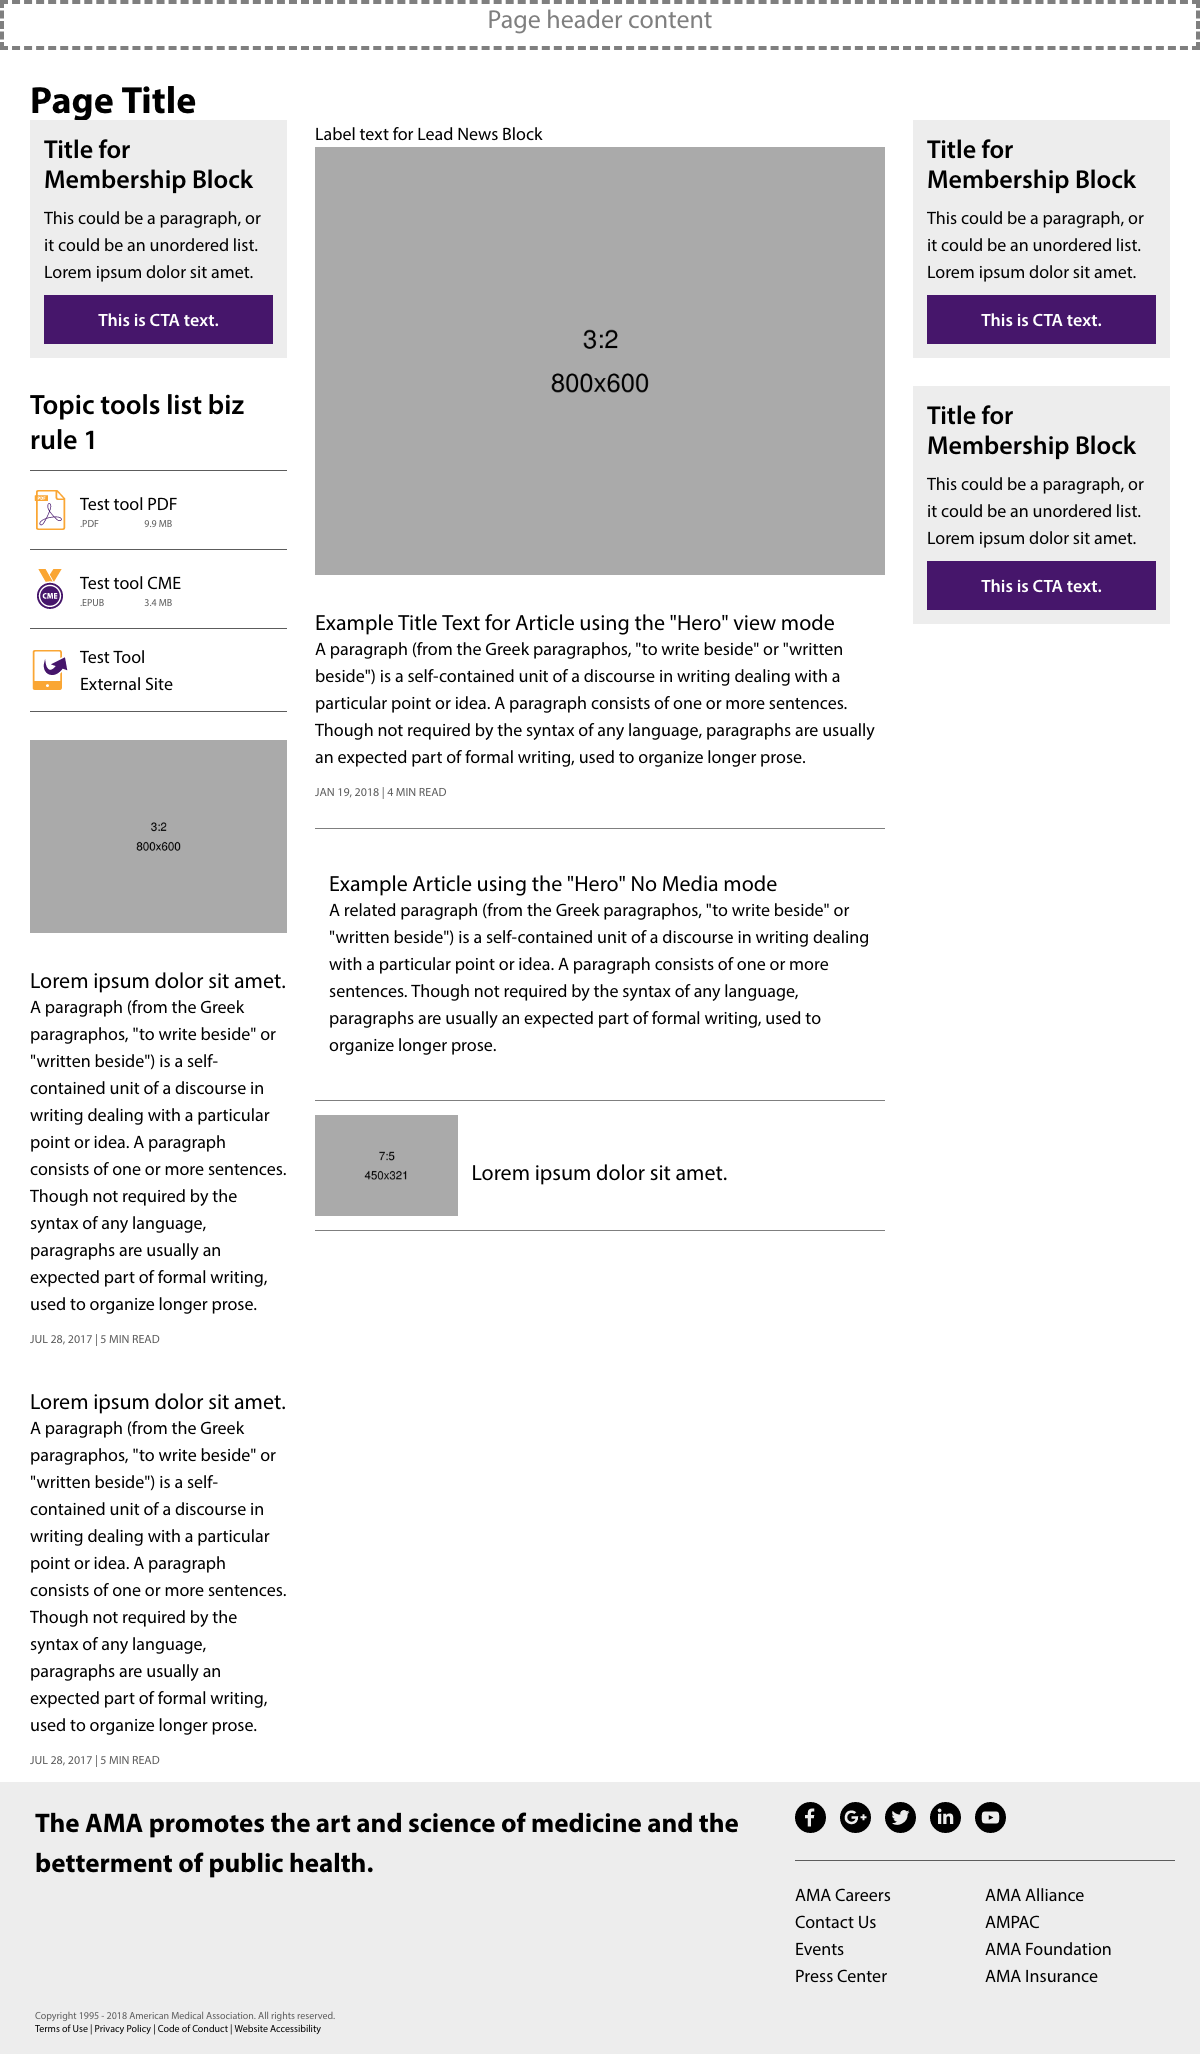 Page header content
Page Title
Title for
Membership Block
This could be a paragraph, or
it could be an unordered list.
Lorem ipsum dolor sit amet.
This is CTA text.
Topic tools list biz
rule 1
PDF
Test tool PDF
.PDF 9.9 MB
CME
Test tool CME
.EPUB 3.4 MB
Test Tool
External Site
3:2
800x600
Lorem ipsum dolor sit amet.
A paragraph (from the Greek
paragraphos, "to write beside" or
"written beside") is a self-
contained unit of a discourse in
writing dealing with a particular
point or idea. A paragraph
consists of one or more sentences.
Though not required by the
syntax of any language,
paragraphs are usually an
expected part of formal writing,
used to organize longer prose.
JUL 28, 2017 | 5 MIN READ
Lorem ipsum dolor sit amet.
A paragraph (from the Greek
paragraphos, "to write beside" or
"written beside") is a self-
contained unit of a discourse in
writing dealing with a particular
point or idea. A paragraph
consists of one or more sentences.
Though not required by the
syntax of any language,
paragraphs are usually an
expected part of formal writing,
used to organize longer prose.
JUL 28, 2017 | 5 MIN READ
Label text for Lead News Block
3:2
800x600
Example Title Text for Article using the "Hero" view mode
A paragraph (from the Greek paragraphos, "to write beside" or "written
beside") is a self-contained unit of a discourse in writing dealing with a
particular point or idea. A paragraph consists of one or more sentences.
Though not required by the syntax of any language, paragraphs are usually
an expected part of formal writing, used to organize longer prose.
JAN 19, 2018 | 4 MIN READ
Example Article using the "Hero" No Media mode
A related paragraph (from the Greek paragraphos, "to write beside" or
"written beside") is a self-contained unit of a discourse in writing dealing
with a particular point or idea. A paragraph consists of one or more
sentences. Though not required by the syntax of any language,
paragraphs are usually an expected part of formal writing, used to
organize longer prose.
7:5
450x321
Lorem ipsum dolor sit amet.
Title for
Membership Block
This could be a paragraph, or
it could be an unordered list.
Lorem ipsum dolor sit amet.
This is CTA text.
Title for
Membership Block
This could be a paragraph, or
it could be an unordered list.
Lorem ipsum dolor sit amet.
This is CTA text.
The AMA promotes the art and science of medicine and the
betterment of public health.
f G+ in
AMA Careers
Contact Us
Events
Press Center
AMA Alliance
AMPAC
AMA Foundation
AMA Insurance
Copyright 1995 - 2018 American Medical Association. All rights reserved.
Terms of Use | Privacy Policy | Code of Conduct | Website Accessibility